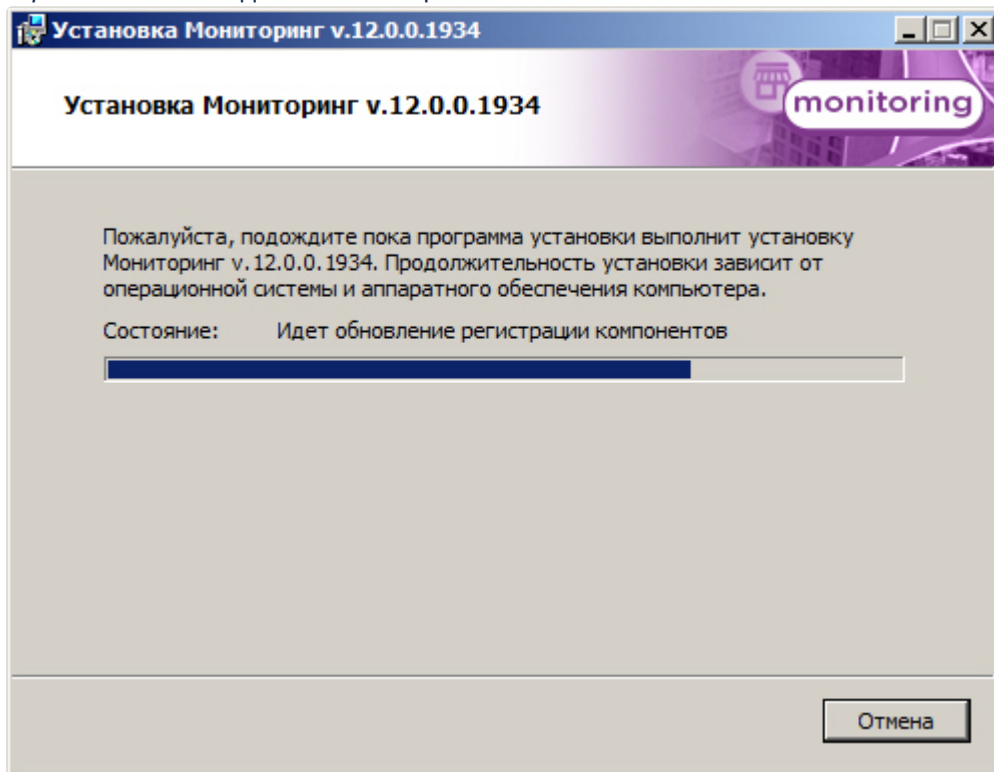 Установка Мониторинг v.12.0.0.1934
Установка Мониторинг v.12.0.0.1934
monitoring
Пожалуйста, подождите пока программа установки выполнит установку
Мониторинг v.12.0.0.1934. Продолжительность установки зависит от
операционной системы и аппаратного обеспечения компьютера.
Состояние: Идет обновление регистрации компонентов
Отмена